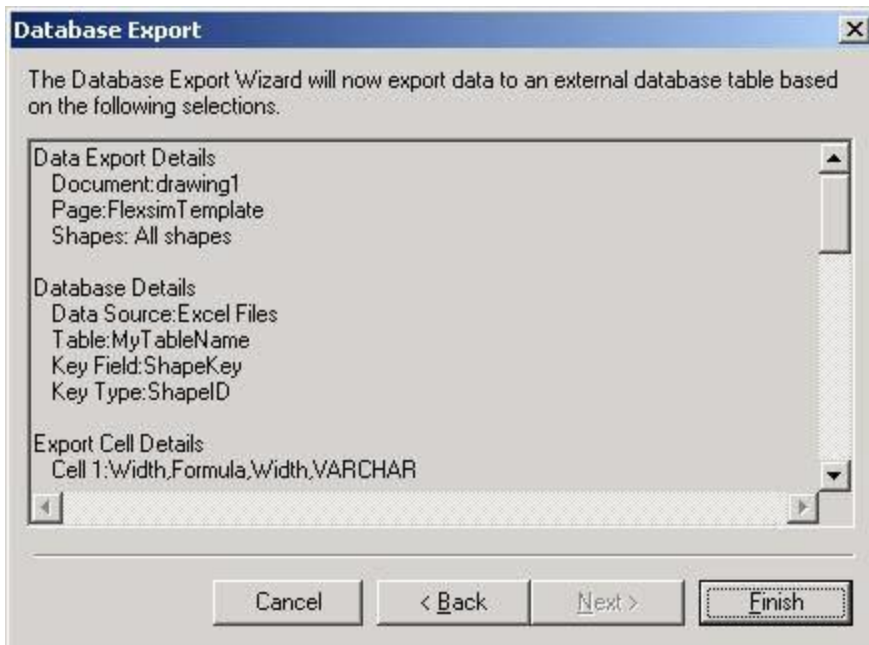 Database Export
The Database Export Wizard will now export data to an external database table based
on the following selections.
Data Export Details
Document:drawing1
Page:FlexsimTemplate
Shapes: All shapes
Database Details
Data Source:Excel Files
Table:MyTableName
Key Field:ShapeKey
Key Type:ShapeID
Export Cell Details
Cell 1:Width,Formula,Width,VARCHAR
Cancel
< Back
Next >
Finish